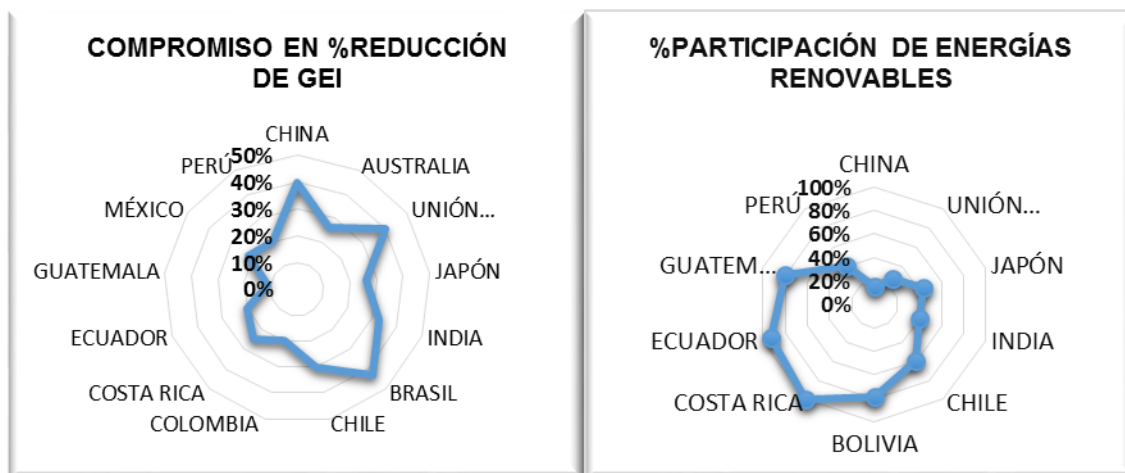 COMPROMISO EN %REDUCCIÓN
DE GEI
CHINA
AUSTRALIA
UNIÓN...
JAPÓN
INDIA
BRASIL
CHILE
COLOMBIA
COSTA RICA
ECUADOR
GUATEMALA
MÉXICO
PERÚ
50%
40%
30%
20%
10%
0%
%PARTICIPACIÓN DE ENERGÍAS
RENOVABLES
CHINA
UNIÓN...
JAPÓN
INDIA
CHILE
BOLIVIA
COSTA RICA
ECUADOR
GUATEM...
PERÚ
100%
80%
60%
40%
20%
0%